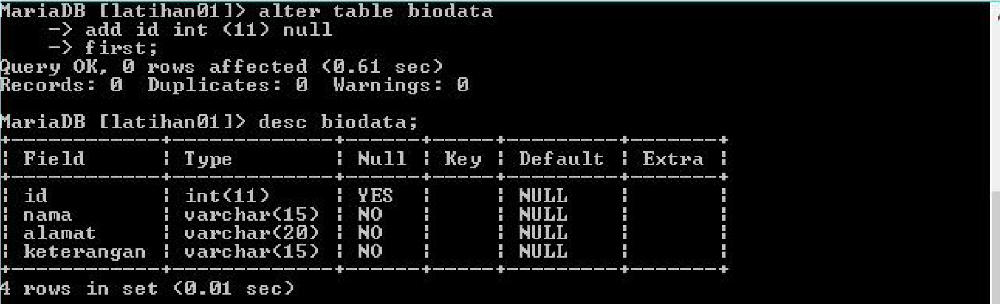 MariaDB [latihan01]> alter table biodata
    -> add id int (11) null
    -> first;
Query OK, 0 rows affected (0.61 sec)
Records: 0  Duplicates: 0  Warnings: 0
MariaDB [latihan01]> desc biodata;
+------------+-------------+------+-----+---------+-------+
| Field      | Type        | Null | Key | Default | Extra |
+------------+-------------+------+-----+---------+-------+
| id         | int(11)     | YES  |     | NULL    |       |
| nama       | varchar(15) | NO   |     | NULL    |       |
| alamat     | varchar(20) | NO   |     | NULL    |       |
| keterangan | varchar(15) | NO   |     | NULL    |       |
+------------+-------------+------+-----+---------+-------+
4 rows in set (0.01 sec)